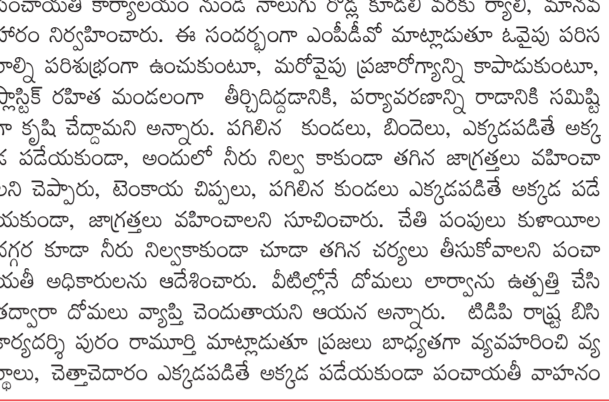 పంచాయతీ కార్యాలయం నుండి నాలుగు రోడ్ల కూడలి వరకు ర్యాలీ, మానవ
హారం నిర్వహించారు. ఈ సందర్భంగా ఎంపీడీవో మాట్లాడుతూ ఓవైపు పరిస
రాల్ని పరిశుభ్రంగా ఉంచుకుంటూ, మరోవైపు ప్రజారోగ్యాన్ని కాపాడుకుంటూ,
ప్లాస్టిక్ రహిత మండలంగా తీర్చిదిద్దడానికి, పర్యావరణాన్ని రాడానికి సమిష్టి
గా కృషి చేద్దామని అన్నారు. పగిలిన కుండలు, బిందెలు, ఎక్కడపడితే అక్క
డ పడేయకుండా, అందులో నీరు నిల్వ కాకుండా తగిన జాగ్రత్తలు వహించా
లని చెప్పారు, టెంకాయ చిప్పలు, పగిలిన కుండలు ఎక్కడపడితే అక్కడ పడే
యకుండా, జాగ్రత్తలు వహించాలని సూచించారు. చేతి పంపులు కుళాయీల
వద్ద కూడా నీరు నిల్వకాకుండా చూడా తగిన చర్యలు తీసుకోవాలని పంచా
యతీ అధికారులను ఆదేశించారు. వీటిల్లోనే దోమలు లార్వాను ఉత్పత్తి చేసి
తద్వారా దోమలు వ్యాప్తి చెందుతాయని ఆయన అన్నారు. టిడిపి రాష్ట్ర బిసి
కార్యదర్శి పురం రామూర్తి మాట్లాడుతూ ప్రజలు బాధ్యతగా వ్యవహరించి వ్య
ర్థాలు, చెత్తాచెదారం ఎక్కడపడితే అక్కడ పడేయకుండా పంచాయతీ వాహనం